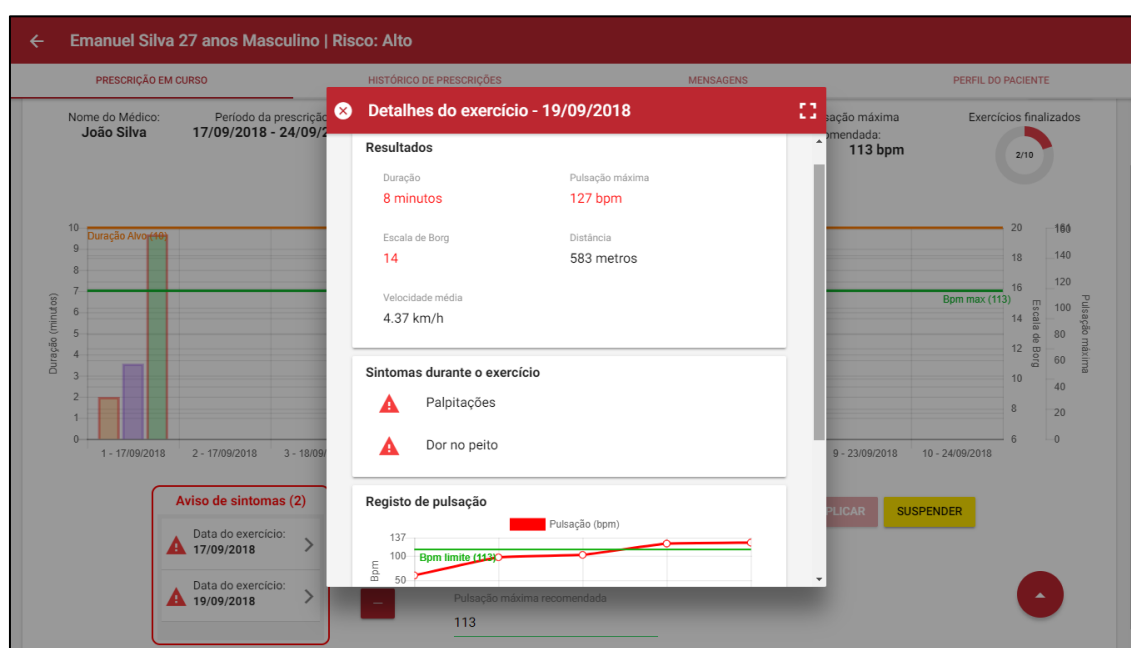 Emanuel Silva 27 anos Masculino | Risco: Alto
PRESCRIÇÃO EM CURSO
HISTÓRICO DE PRESCRIÇÕES
MENSAGENS
PERFIL DO PACIENTE
Nome do Médico:
João Silva
Período da prescrição
17/09/2018 - 24/09/2
113 bpm
Exercícios finalizados
2/10
Detalhes do exercício - 19/09/2018
Resultados
Duração
8 minutos
Pulsação máxima
127 bpm
Escala de Borg
14
Distância
583 metros
Velocidade média
4.37 km/h
Sintomas durante o exercício
Palpitações
Dor no peito
Registo de pulsação
Pulsação (bpm)
137
100
50
Bpm
Bpm limite (113)
Duração Alvo (10)
Duração (minutos)
10
9
8
7
6
5
4
3
2
1
0
Bpm max (113)
20
18
16
14
12
10
8
6
Escala de Borg
160
140
120
100
80
60
40
20
0
Pulsação máxima
1 - 17/09/2018
2 - 17/09/2018
3 - 18/09/
9 - 23/09/2018
10 - 24/09/2018
Aviso de sintomas (2)
Data do exercício:
17/09/2018
Data do exercício:
19/09/2018
PLICAR
SUSPENDER
Pulsação máxima recomendada
113